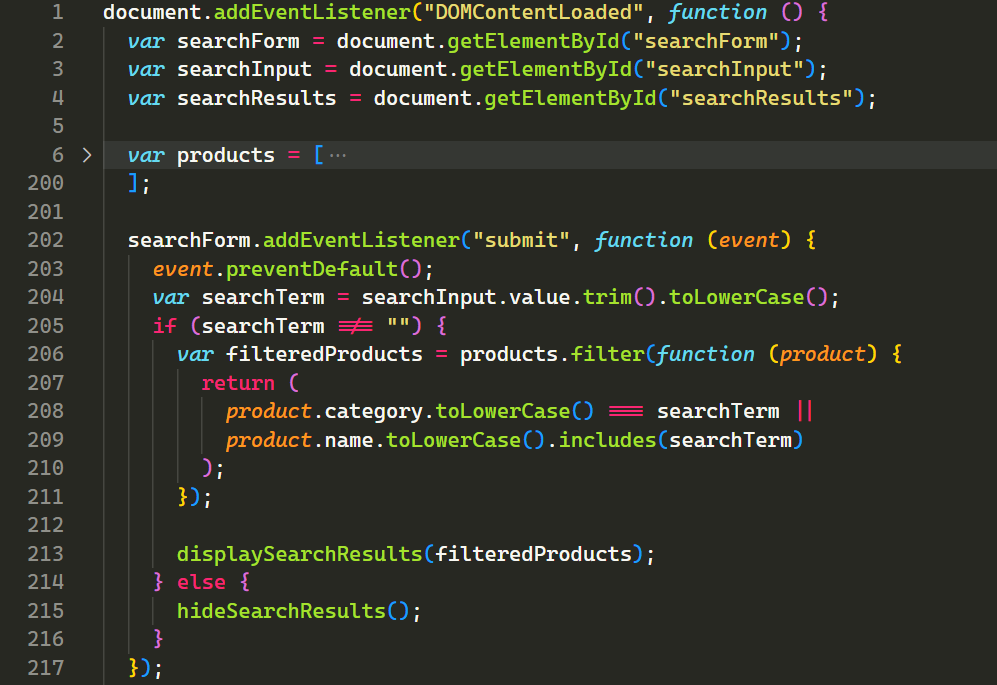 1 document.addEventListener("DOMContentLoaded", function () {
2 var searchForm = document.getElementById("searchForm");
3 var searchInput = document.getElementById("searchInput");
4 var searchResults = document.getElementById("searchResults");
5
6 > var products = [ ···
200 ];
201
202 searchForm.addEventListener("submit", function (event) {
203 event.preventDefault();
204 var searchTerm = searchInput.value.trim().toLowerCase();
205 if (searchTerm !== "") {
206 var filteredProducts = products.filter(function (product) {
207 return (
208 product.category.toLowerCase() === searchTerm ||
209 product.name.toLowerCase().includes(searchTerm)
210 );
211 });
212
213 displaySearchResults(filteredProducts);
214 } else {
215 hideSearchResults();
216 }
217 });